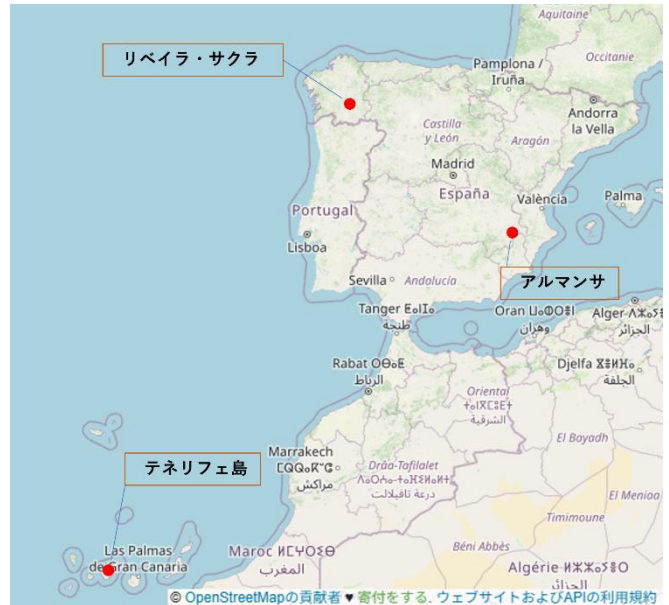 Aquitaine
リベイラ・サクラ
Occitanie
Pamplona /
Iruña
Andorra
la Vella
Castilla
y León
Aragón
Madrid
España
València
Palma
Portugal
Lisboa
アルマンサ
Sevilla
Andalucía
Tanger ⵟⴰⵏⵊⴰ
طنجة
Oran
وهران
Alger
الجزائر
Rabat ⵔⴱⴰⵟ
الرباط
Djelfa
الجلفة
Oriental
الشرقية
Marrakech
مراكش
Drâa-Tafilalet
درعة تافيلالت
El Bayadh
テネリフェ島
El Meniaa
Timimoune
Las Palmas
de Gran Canaria
Maroc ⵍⵎⵖⵔⵉⴱ
المغرب
Béni Abbès
Algérie
الجزائر
© OpenStreetMapの貢献者 ♥ 寄付をする. ウェブサイトおよびAPIの利用規約